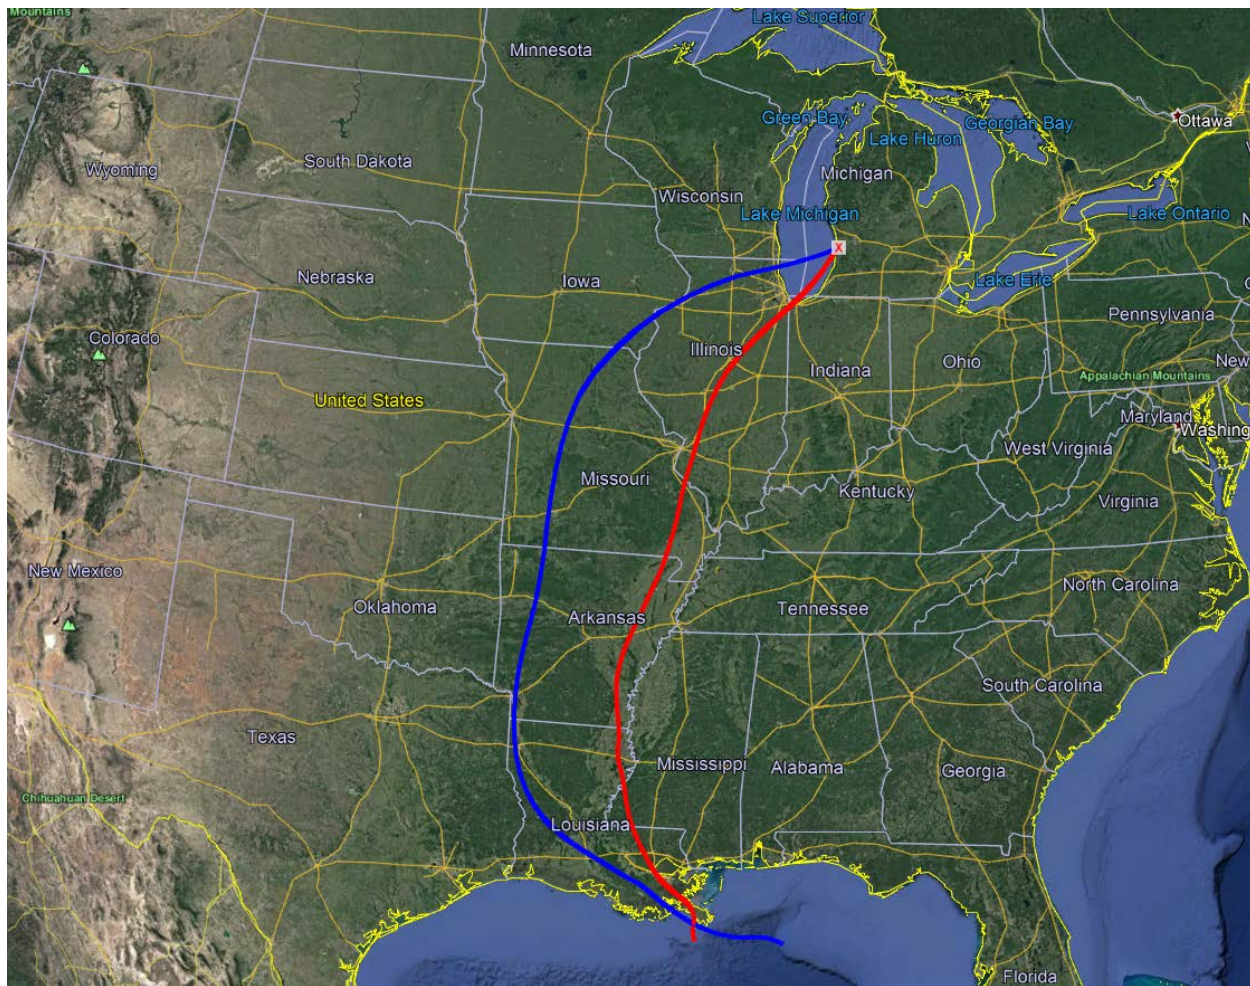 Mountains
Lake Superior
Minnesota
Ottawa
Green Bay
Georgian Bay
Lake Huron
Wyoming
South Dakota
Michigan
Wisconsin
Lake Michigan
Lake Ontario
X
Nebraska
Iowa
Lake Erie
Pennsylvania
Colorado
Illinois
Ohio
New
Indiana
Appalachian Mountains
United States
Maryland
Washing
West Virginia
Missouri
Kentucky
Virginia
New Mexico
North Carolina
Oklahoma
Arkansas
Tennessee
South Carolina
Texas
Mississippi
Alabama
Georgia
Chihuahuan Desert
Louisiana
Florida